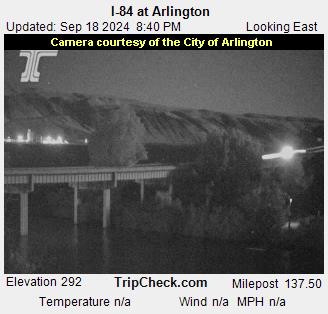 I-84 at Arlington
Updated: Sep 18 2024 8:40 PM Looking East
Camera courtesy of the City of Arlington
Elevation 292 TripCheck.com Milepost 137.50
Temperature n/a Wind n/a MPH n/a